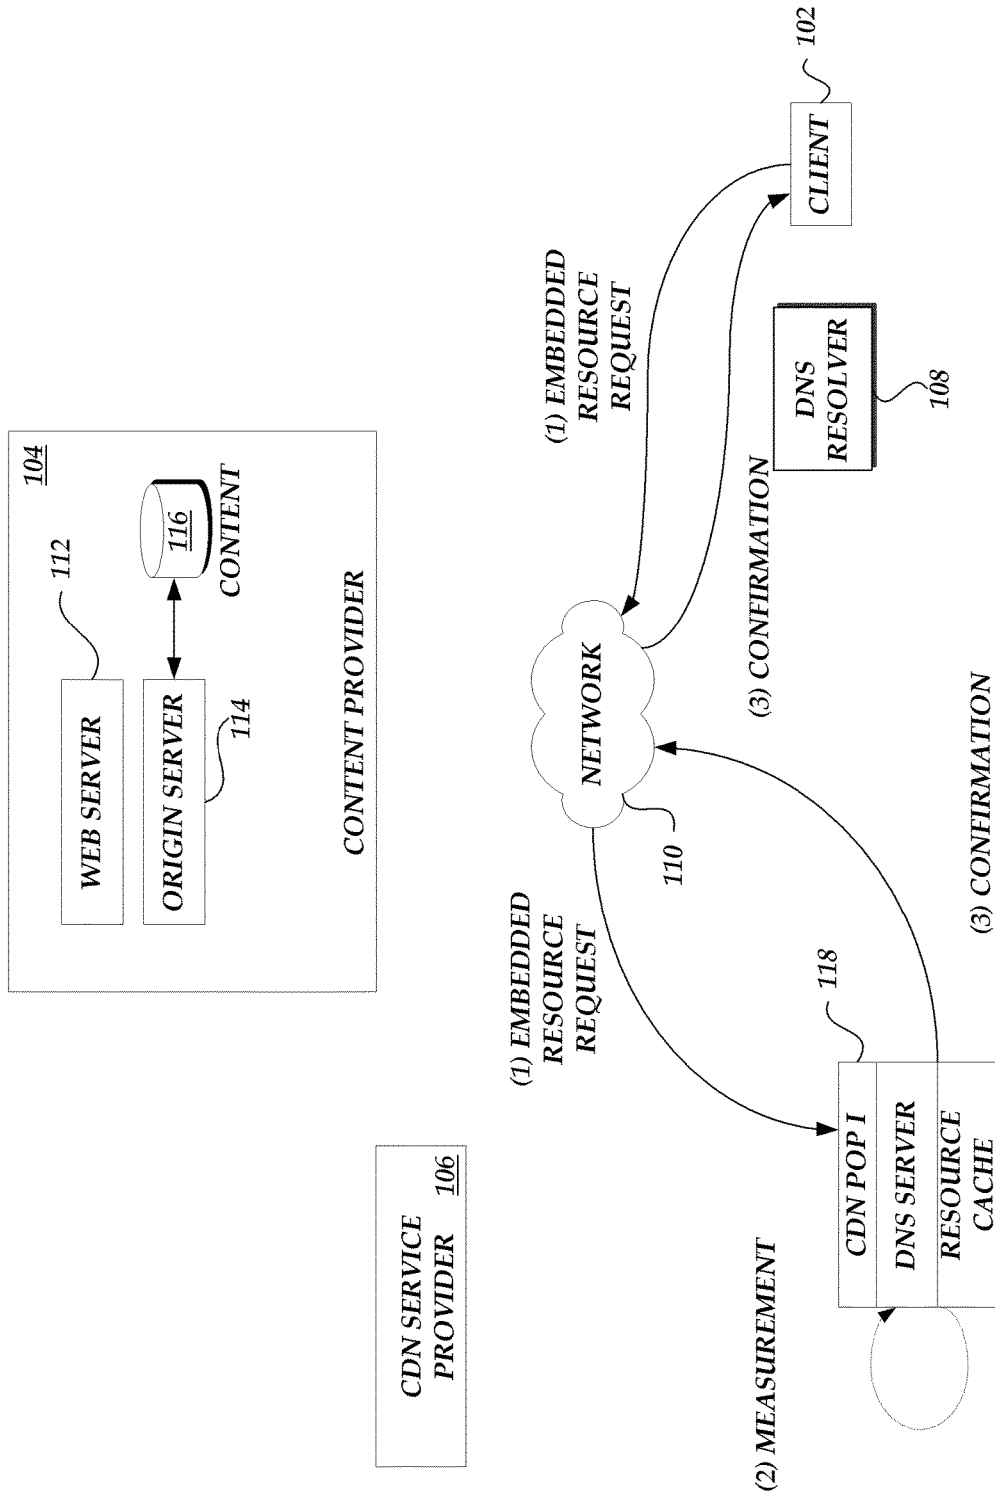 104
112
WEB SERVER
ORIGIN SERVER
114
116
CONTENT
CONTENT PROVIDER
CDN SERVICE
PROVIDER
106
(1) EMBEDDED
RESOURCE
REQUEST
NETWORK
110
(1) EMBEDDED
RESOURCE
REQUEST
CLIENT
102
DNS
RESOLVER
108
(3) CONFIRMATION
(2) MEASUREMENT
118
CDN POP I
DNS SERVER
RESOURCE
CACHE
(3) CONFIRMATION